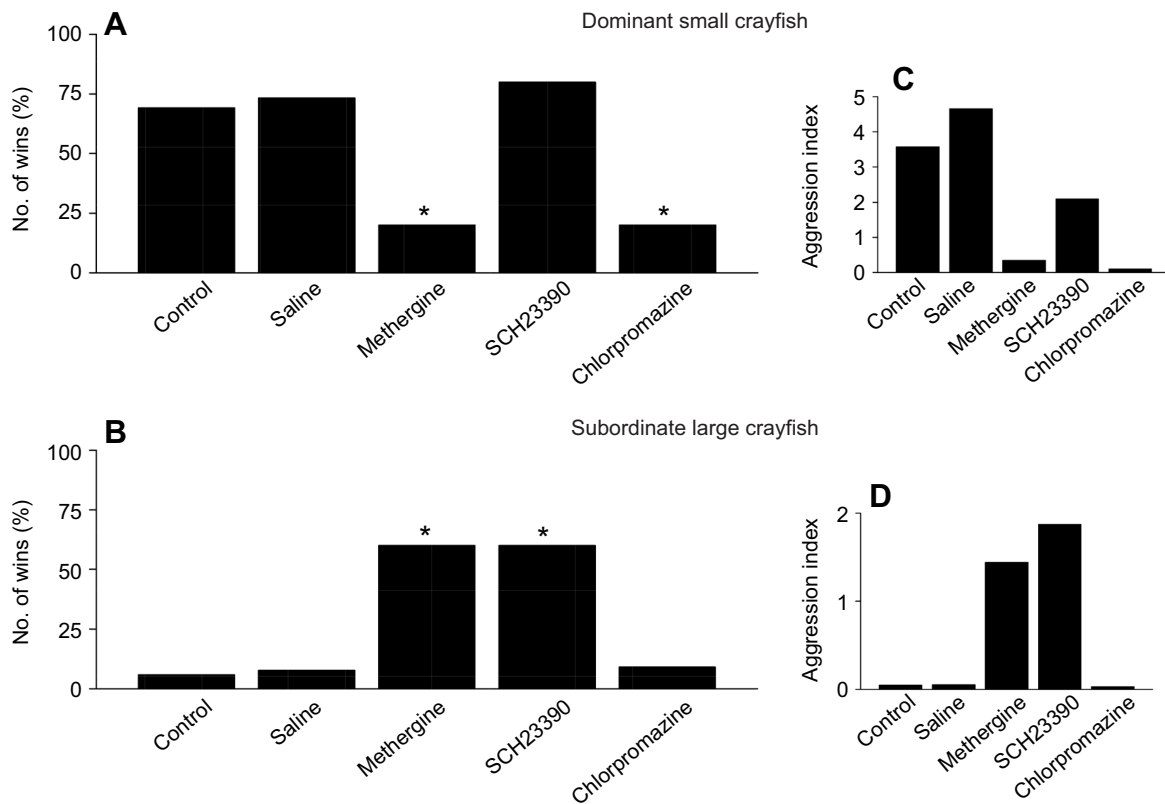 A
Dominant small crayfish
No. of wins (%)
100
75
50
25
0
*
*
Control
Saline
Methergine
SCH23390
Chlorpromazine
C
Aggression index
5
4
3
2
1
0
Control
Saline
Methergine
SCH23390
Chlorpromazine
B
Subordinate large crayfish
No. of wins (%)
100
75
50
25
0
*
*
Control
Saline
Methergine
SCH23390
Chlorpromazine
D
Aggression index
2
1
0
Control
Saline
Methergine
SCH23390
Chlorpromazine